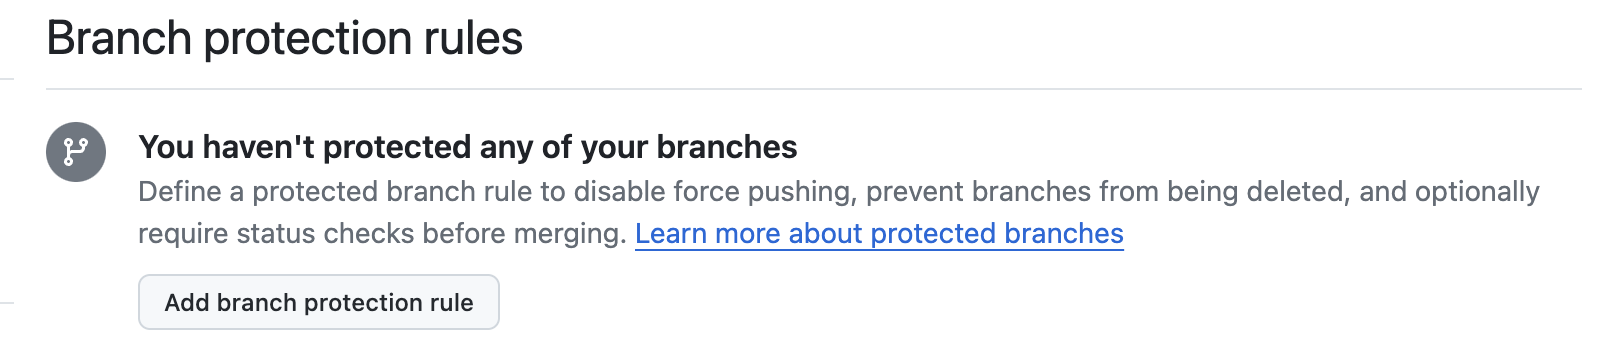 Branch protection rules
You haven't protected any of your branches
Define a protected branch rule to disable force pushing, prevent branches from being deleted, and optionally
require status checks before merging. Learn more about protected branches
Add branch protection rule